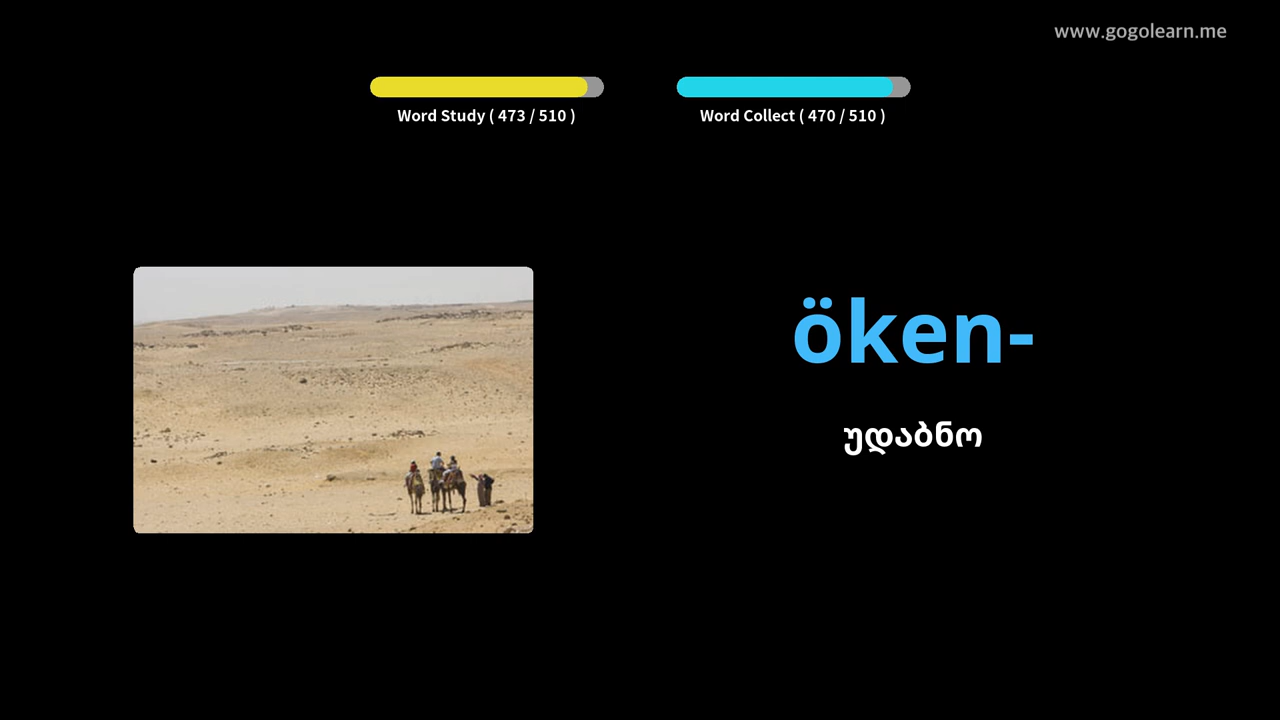 www.gogolearn.me
Word Study ( 473 / 510 )
Word Collect ( 470 / 510 )
öken-
უდაბნო